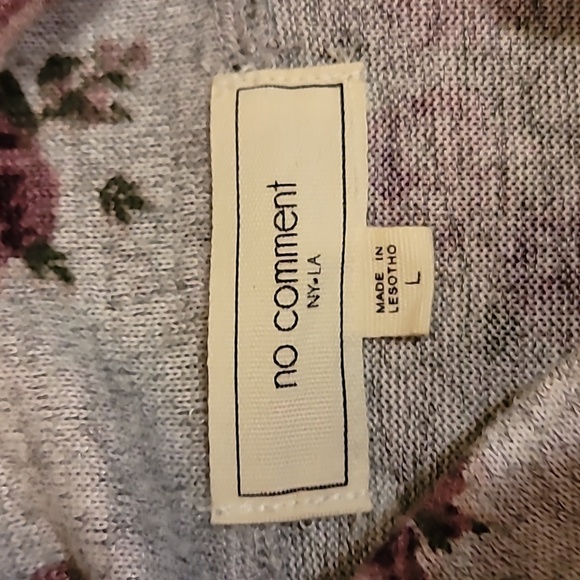 no comment
NY•LA
MADE IN
LESOTHO
L